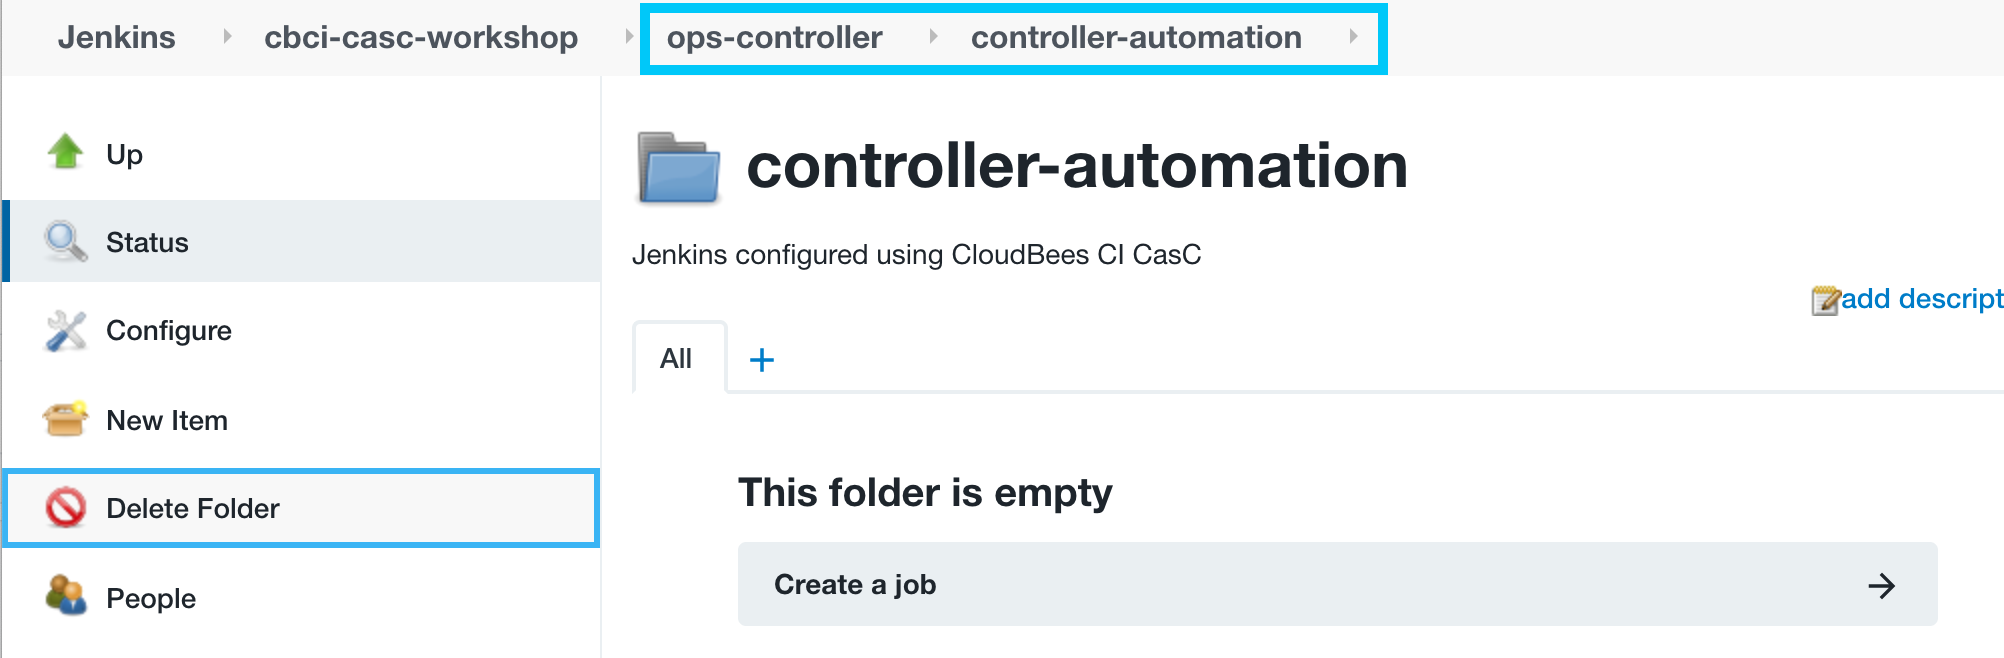 Jenkins cbci-casc-workshop ops-controller controller-automation
Up
Status
Configure
New Item
Delete Folder
People
controller-automation
Jenkins configured using CloudBees CI CasC
add descript
All +
This folder is empty
Create a job